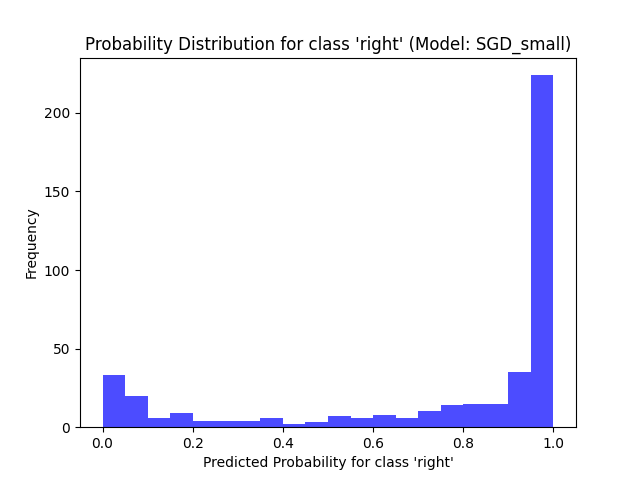 Probability Distribution for class 'right' (Model: SGD_small)
200
150
100
50
0
Frequency
0.0 0.2 0.4 0.6 0.8 1.0
Predicted Probability for class 'right'